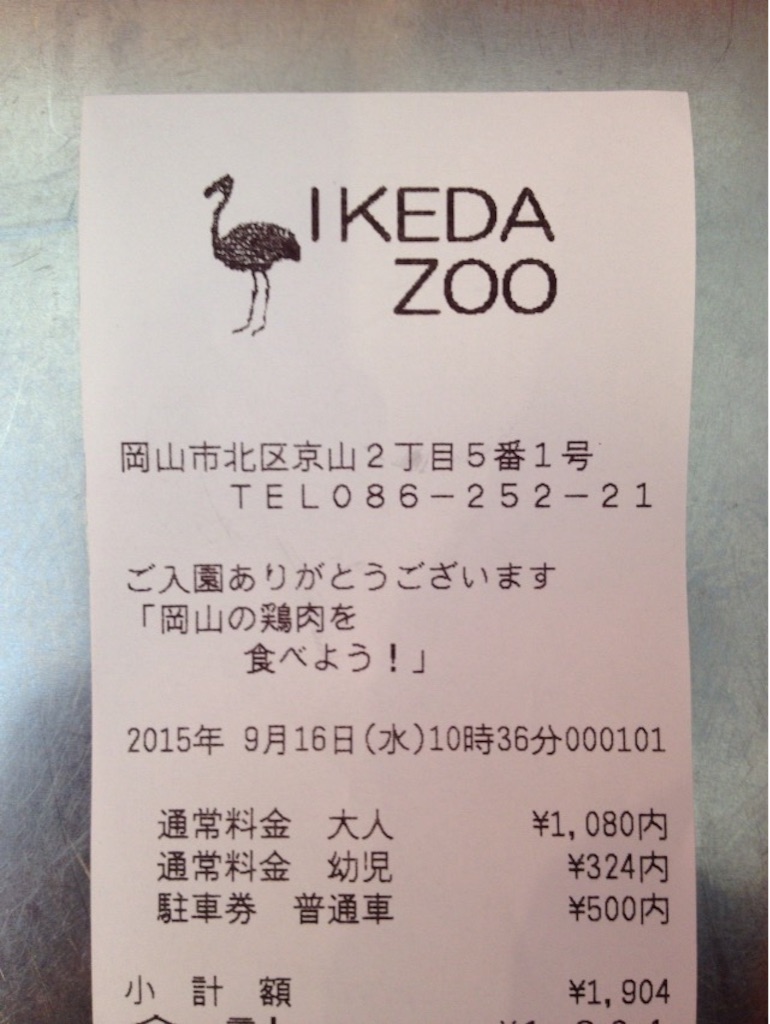 IKEDA
ZOO
岡山市北区京山２丁目５番１号
ＴＥＬ０８６－２５２－２１
ご入園ありがとうございます
「岡山の鶏肉を
食べよう！」
2015年 9月16日(水)10時36分000101
通常料金 大人 ¥1,080内
通常料金 幼児 ¥324内
駐車券 普通車 ¥500内
小 計 額 ¥1,904